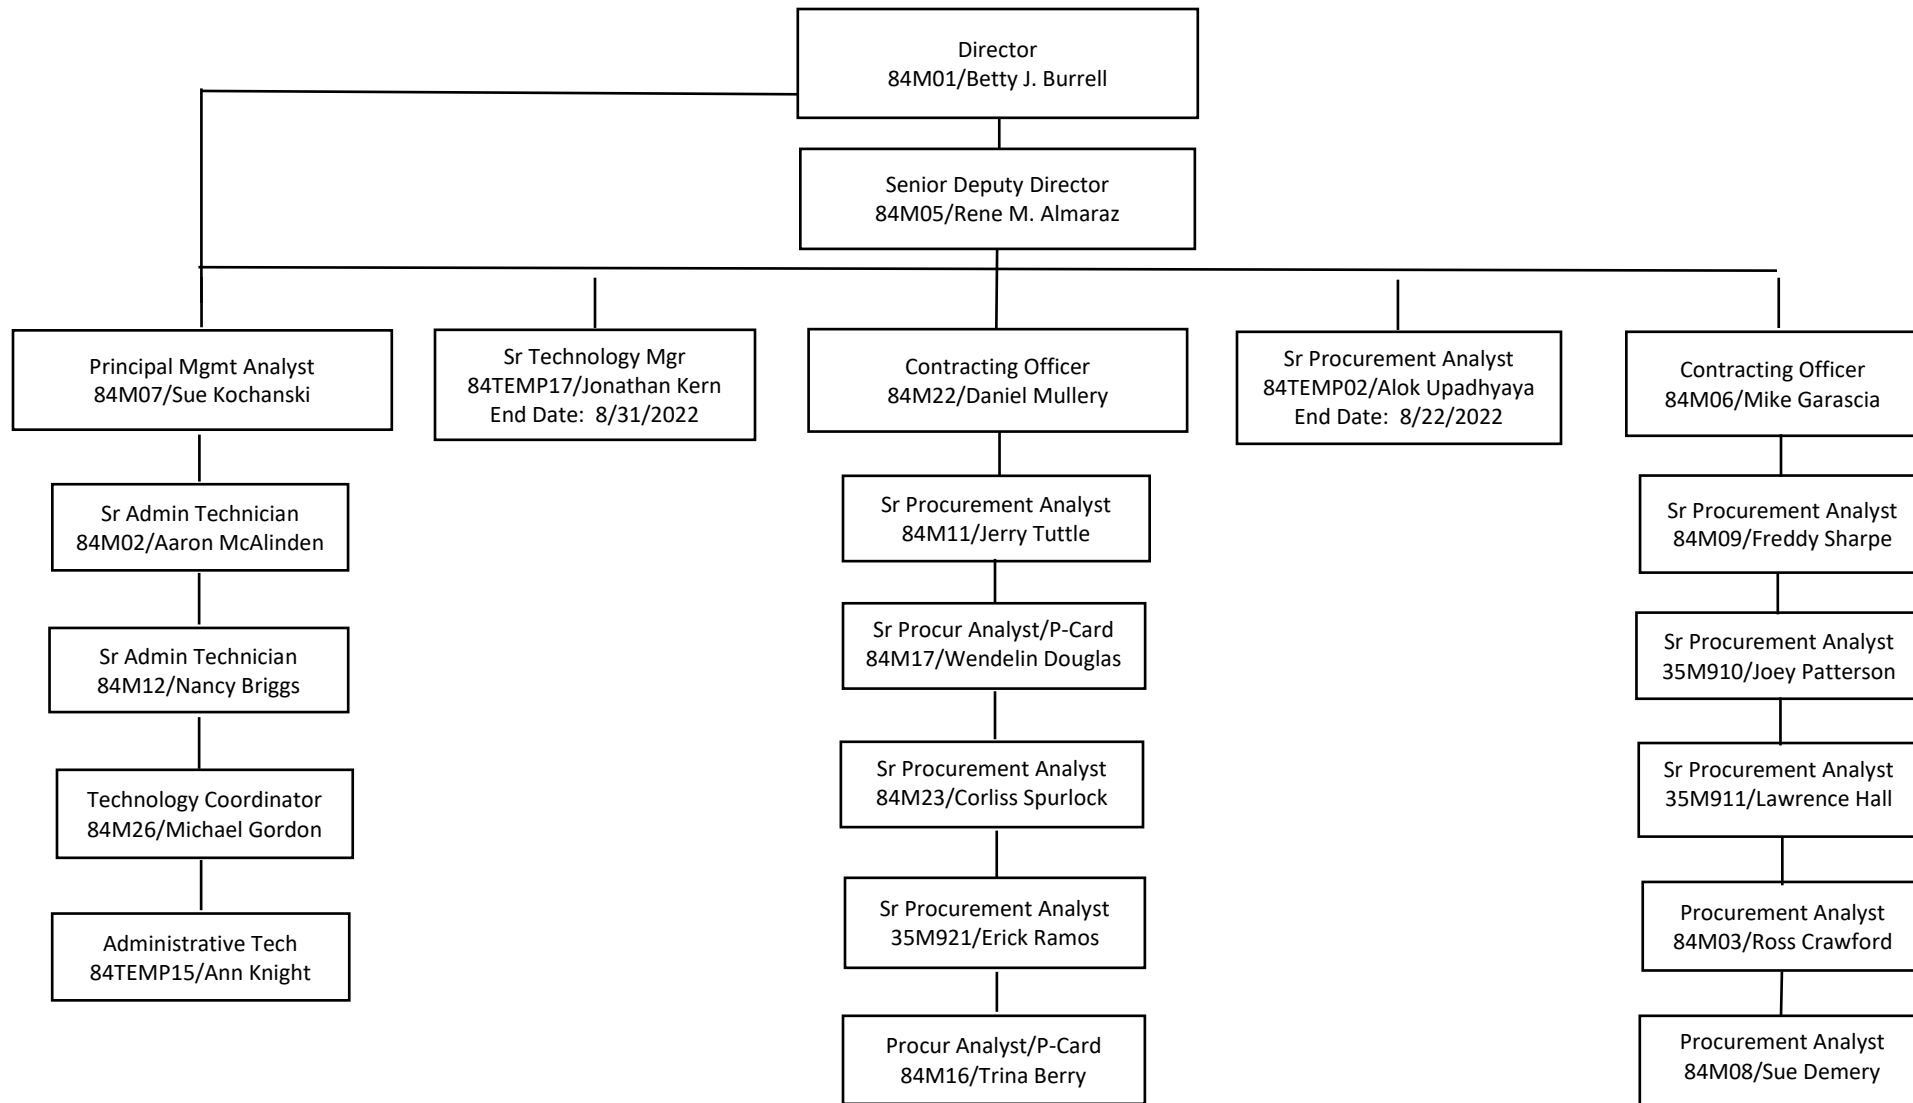 Director
84M01/Betty J. Burrell
Senior Deputy Director
84M05/Rene M. Almaraz
Principal Mgmt Analyst
84M07/Sue Kochanski
Sr Technology Mgr
84TEMP17/Jonathan Kern
End Date:  8/31/2022
Contracting Officer
84M22/Daniel Mullery
Sr Procurement Analyst
84TEMP02/Alok Upadhyaya
End Date:  8/22/2022
Contracting Officer
84M06/Mike Garascia
Sr Admin Technician
84M02/Aaron McAlinden
Sr Procurement Analyst
84M11/Jerry Tuttle
Sr Procurement Analyst
84M09/Freddy Sharpe
Sr Admin Technician
84M12/Nancy Briggs
Sr Procur Analyst/P-Card
84M17/Wendelin Douglas
Sr Procurement Analyst
35M910/Joey Patterson
Technology Coordinator
84M26/Michael Gordon
Sr Procurement Analyst
84M23/Corliss Spurlock
Sr Procurement Analyst
35M911/Lawrence Hall
Administrative Tech
84TEMP15/Ann Knight
Sr Procurement Analyst
35M921/Erick Ramos
Procurement Analyst
84M03/Ross Crawford
Procur Analyst/P-Card
84M16/Trina Berry
Procurement Analyst
84M08/Sue Demery